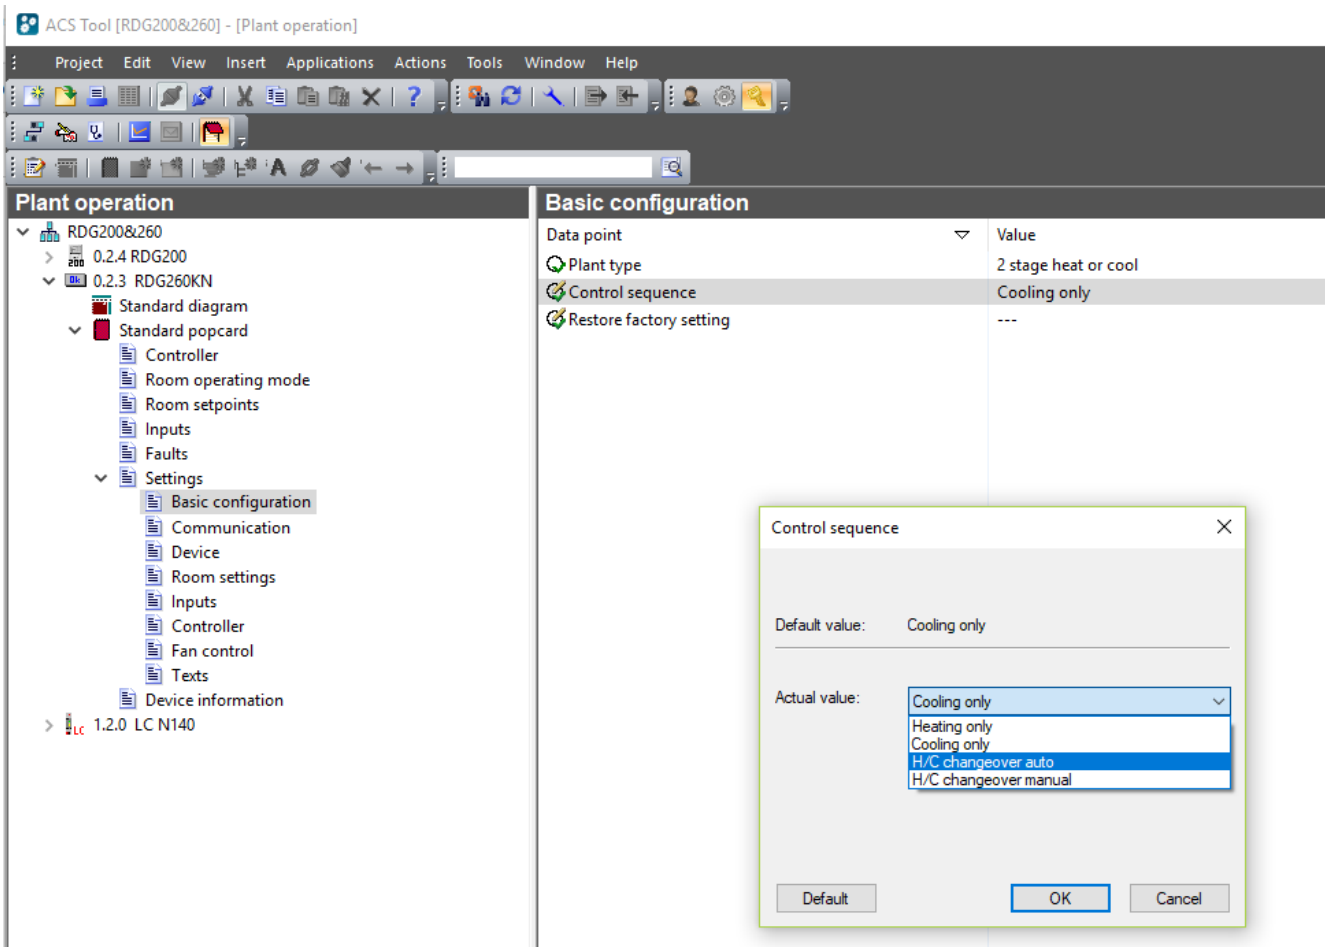 ACS Tool [RDG200&260] - [Plant operation]
Project Edit View Insert Applications Actions Tools Window Help
Plant operation
RDG200&260
200
0.2.4 RDG200
Ok
0.2.3 RDG260KN
Standard diagram
Standard popcard
Controller
Room operating mode
Room setpoints
Inputs
Faults
Settings
Basic configuration
Communication
Device
Room settings
Inputs
Controller
Fan control
Texts
Device information
LC
1.2.0 LC N140
Basic configuration
Data point Value
Plant type 2 stage heat or cool
Control sequence Cooling only
Restore factory setting ---
Control sequence
Default value: Cooling only
Actual value: Cooling only
Heating only
Cooling only
H/C changeover auto
H/C changeover manual
Default OK Cancel